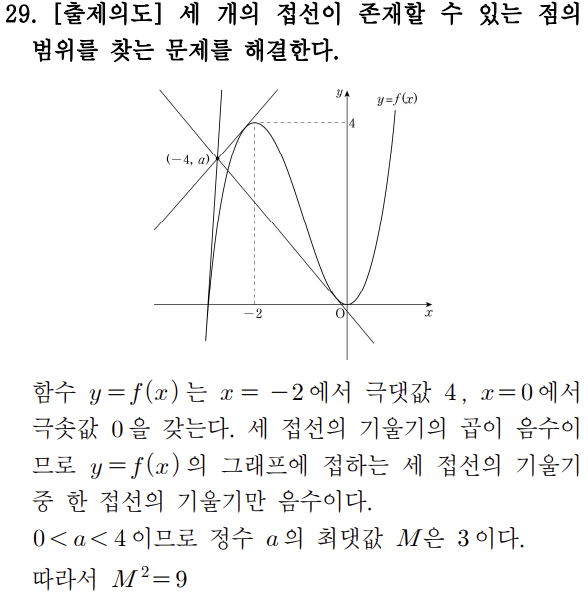 29. [출제의도] 세 개의 접선이 존재할 수 있는 점의
범위를 찾는 문제를 해결한다.
y
y=f(x)
4
(−4, a)
−2
O
x
함수 y=f(x)는 x = −2에서 극댓값 4, x=0에서
극솟값 0을 갖는다. 세 접선의 기울기의 곱이 음수이
므로 y=f(x)의 그래프에 접하는 세 접선의 기울기
중 한 접선의 기울기만 음수이다.
0<a<4이므로 정수 a의 최댓값 M은 3이다.
따라서 M²=9